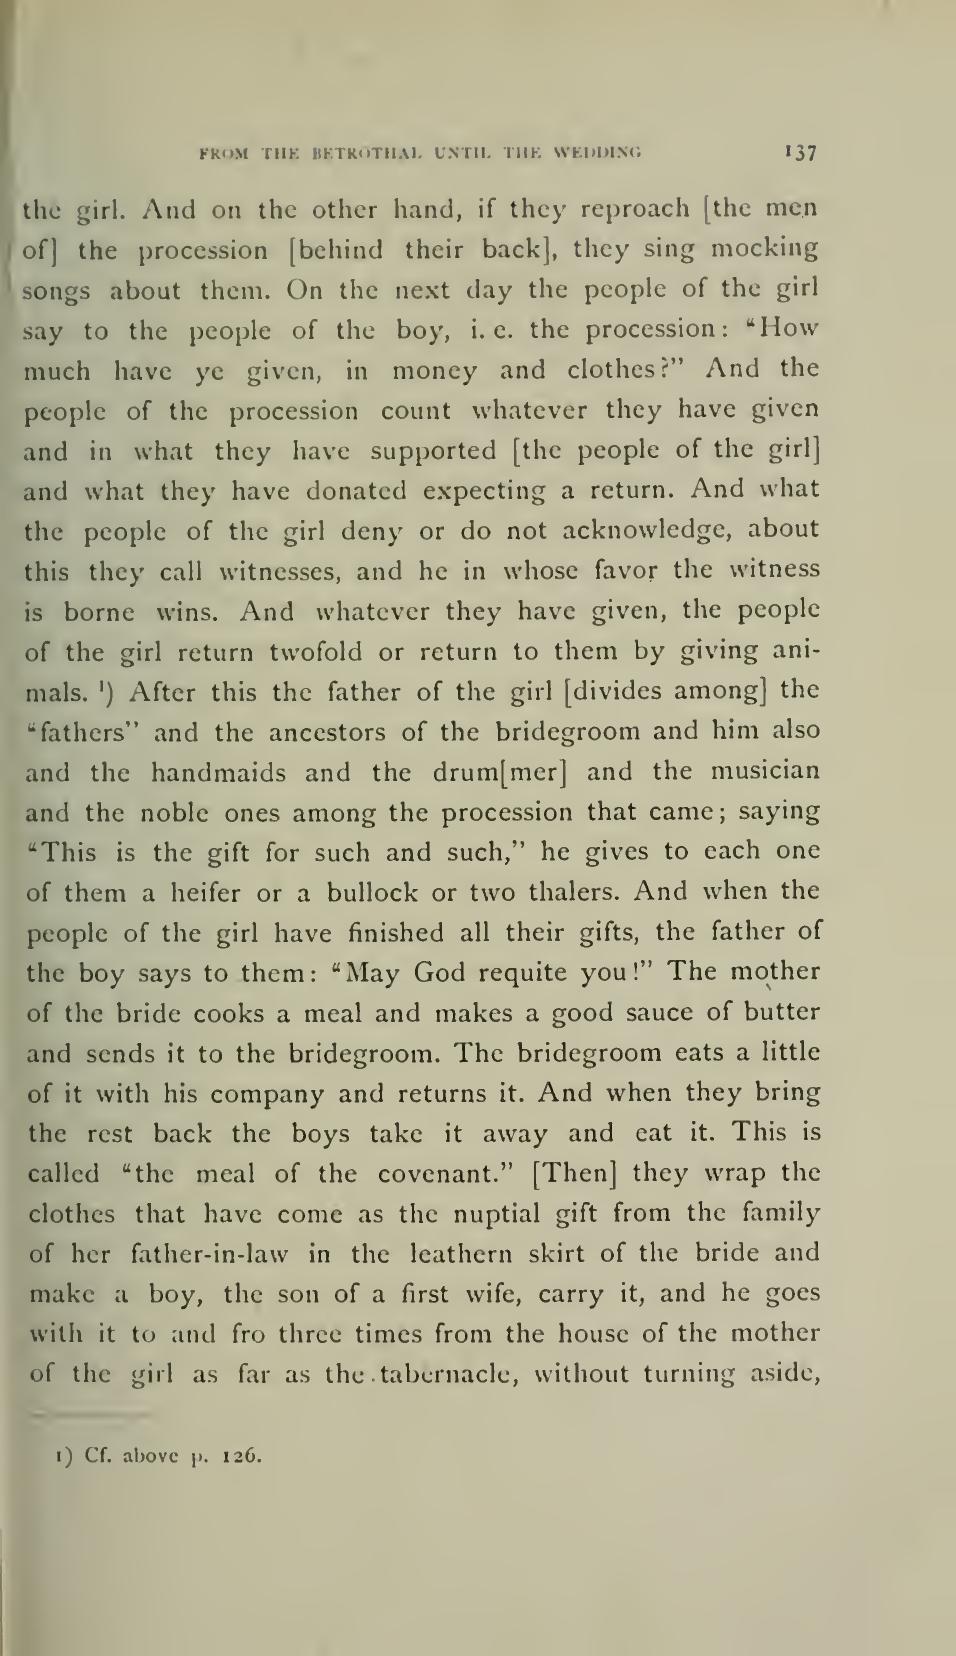 FROM THE BETROTHAL UNTIL THE WEDDING 137
the girl. And on the other hand, if they reproach [the men
of] the procession [behind their back], they sing mocking
songs about them. On the next day the people of the girl
say to the people of the boy, i. e. the procession: “How
much have ye given, in money and clothes?” And the
people of the procession count whatever they have given
and in what they have supported [the people of the girl]
and what they have donated expecting a return. And what
the people of the girl deny or do not acknowledge, about
this they call witnesses, and he in whose favor the witness
is borne wins. And whatever they have given, the people
of the girl return twofold or return to them by giving ani-
mals. ¹) After this the father of the girl [divides among] the
“fathers” and the ancestors of the bridegroom and him also
and the handmaids and the drum[mer] and the musician
and the noble ones among the procession that came; saying
“This is the gift for such and such,” he gives to each one
of them a heifer or a bullock or two thalers. And when the
people of the girl have finished all their gifts, the father of
the boy says to them: “May God requite you!” The mother
of the bride cooks a meal and makes a good sauce of butter
and sends it to the bridegroom. The bridegroom eats a little
of it with his company and returns it. And when they bring
the rest back the boys take it away and eat it. This is
called “the meal of the covenant.” [Then] they wrap the
clothes that have come as the nuptial gift from the family
of her father-in-law in the leathern skirt of the bride and
make a boy, the son of a first wife, carry it, and he goes
with it to and fro three times from the house of the mother
of the girl as far as the tabernacle, without turning aside,
1) Cf. above p. 126.